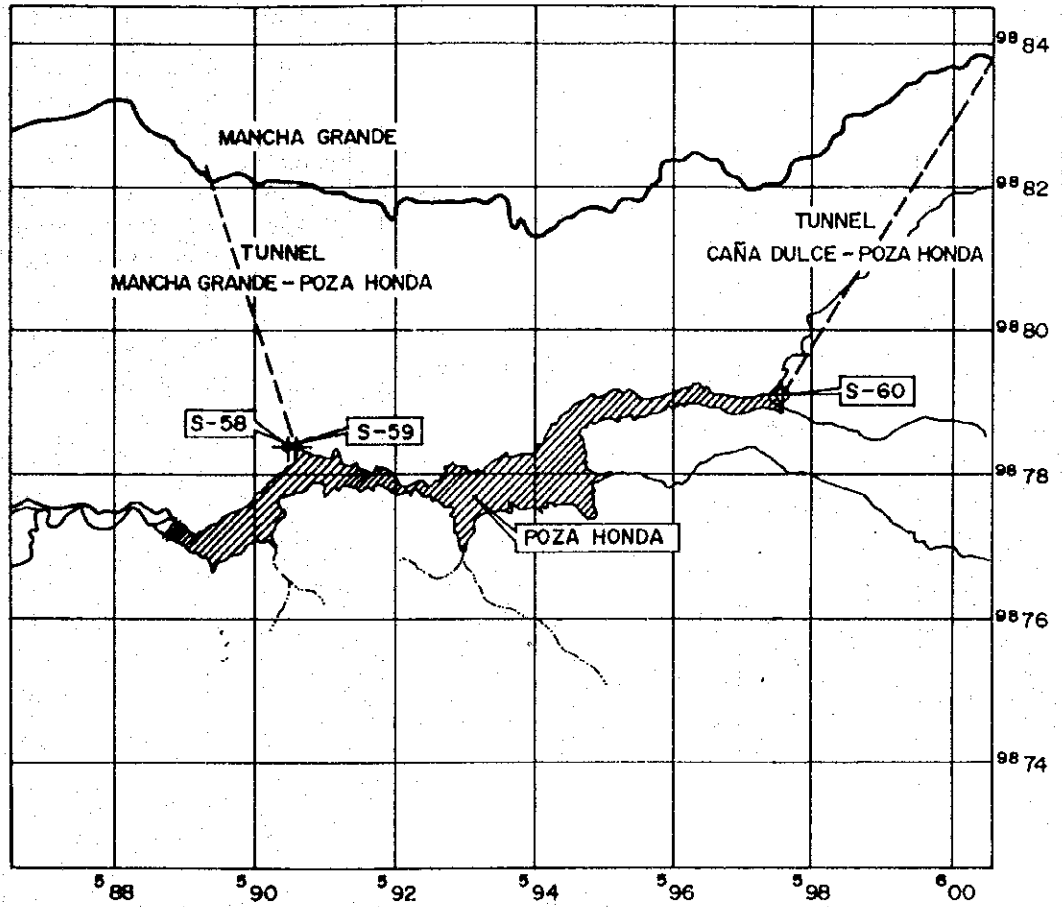 98 84
MANCHA GRANDE
98 82
TUNNEL
MANCHA GRANDE - POZA HONDA
TUNNEL
CAÑA DULCE - POZA HONDA
98 80
S-58
S-59
S-60
98 78
POZA HONDA
98 76
98 74
5 88
5 90
5 92
5 94
5 96
5 98
6 00